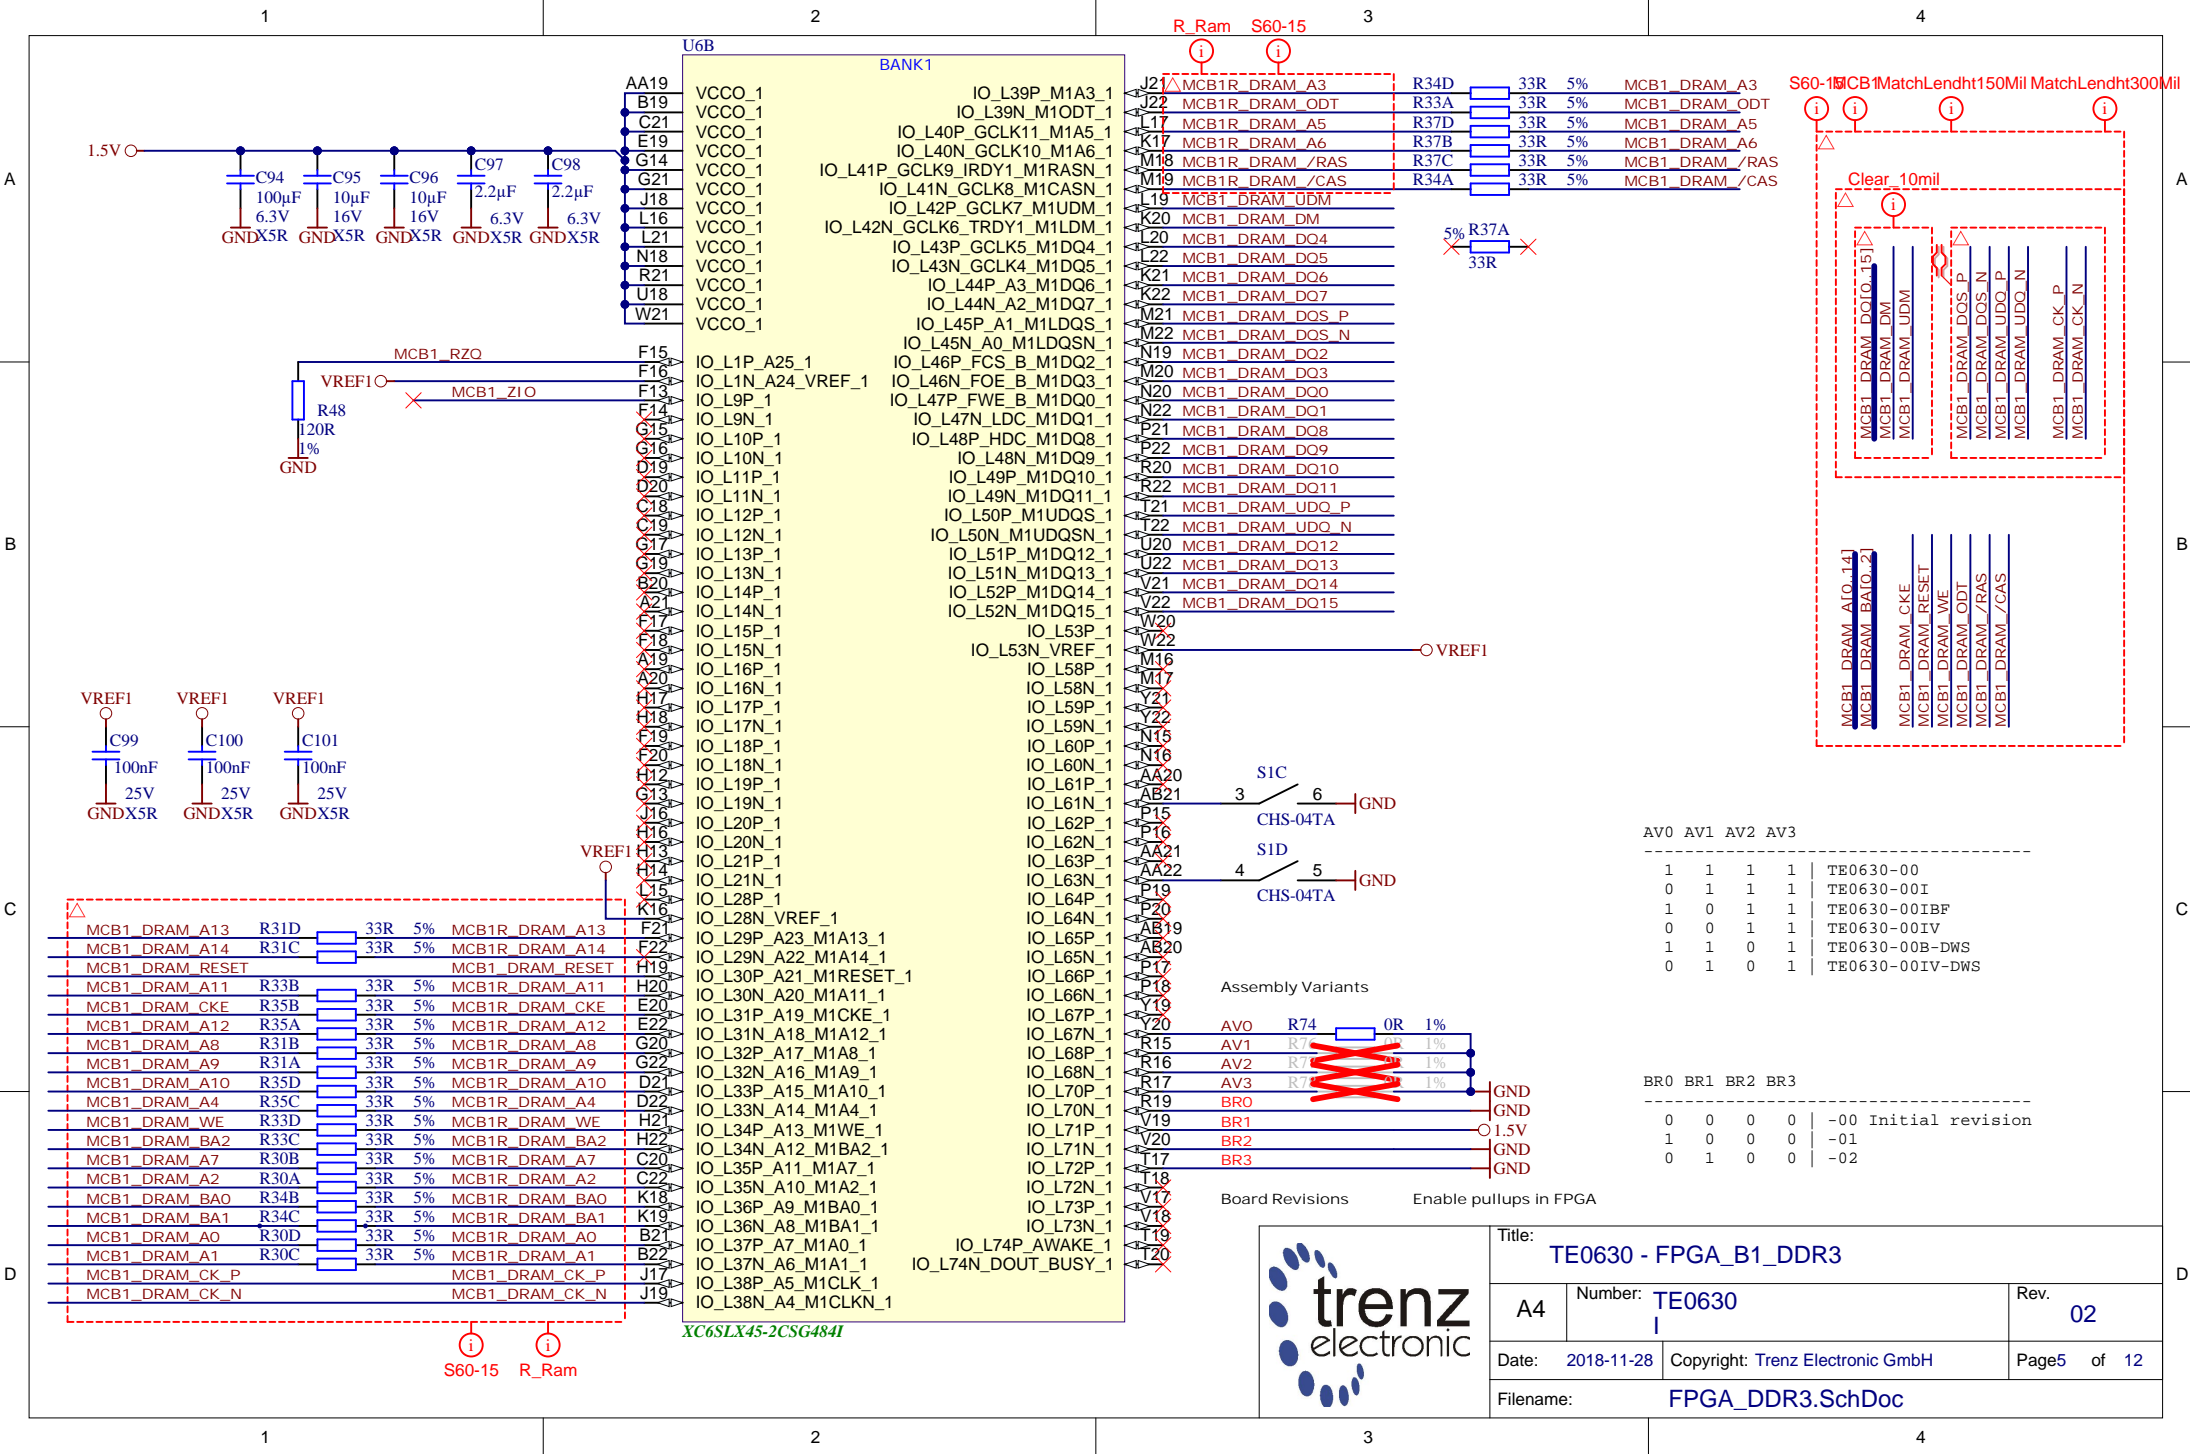 1 2 3 4
R_Ram S60-15
U6B
BANK1
A
1.5V
C94 100µF 6.3V X5R GND
C95 10µF 16V X5R GND
C96 10µF 16V X5R GND
C97 2.2µF 6.3V X5R GND
C98 2.2µF 6.3V X5R GND
AA19 VCCO_1
B19 VCCO_1
C21 VCCO_1
E19 VCCO_1
G14 VCCO_1
G21 VCCO_1
J18 VCCO_1
L16 VCCO_1
L21 VCCO_1
N18 VCCO_1
R21 VCCO_1
U18 VCCO_1
W21 VCCO_1
MCB1_RZQ F15 IO_L1P_A25_1
VREF1 F16 IO_L1N_A24_VREF_1
MCB1_ZIO F13 IO_L9P_1
R48 120R 1% GND
F14 IO_L9N_1
G15 IO_L10P_1
G16 IO_L10N_1
D19 IO_L11P_1
D20 IO_L11N_1
C18 IO_L12P_1
C19 IO_L12N_1
G17 IO_L13P_1
G19 IO_L13N_1
B20 IO_L14P_1
A21 IO_L14N_1
F17 IO_L15P_1
F18 IO_L15N_1
A19 IO_L16P_1
A20 IO_L16N_1
H17 IO_L17P_1
H18 IO_L17N_1
F19 IO_L18P_1
F20 IO_L18N_1
H12 IO_L19P_1
G13 IO_L19N_1
J16 IO_L20P_1
H16 IO_L20N_1
H13 IO_L21P_1
H14 IO_L21N_1
L15 IO_L28P_1
VREF1 K16 IO_L28N_VREF_1
B
VREF1 C99 100nF 25V X5R GND
VREF1 C100 100nF 25V X5R GND
VREF1 C101 100nF 25V X5R GND
C
MCB1_DRAM_A13 R31D 33R 5% MCB1R_DRAM_A13 F21 IO_L29P_A23_M1A13_1
MCB1_DRAM_A14 R31C 33R 5% MCB1R_DRAM_A14 F22 IO_L29N_A22_M1A14_1
MCB1_DRAM_RESET MCB1_DRAM_RESET H19 IO_L30P_A21_M1RESET_1
MCB1_DRAM_A11 R33B 33R 5% MCB1R_DRAM_A11 H20 IO_L30N_A20_M1A11_1
MCB1_DRAM_CKE R35B 33R 5% MCB1R_DRAM_CKE E20 IO_L31P_A19_M1CKE_1
MCB1_DRAM_A12 R35A 33R 5% MCB1R_DRAM_A12 E22 IO_L31N_A18_M1A12_1
MCB1_DRAM_A8 R31B 33R 5% MCB1R_DRAM_A8 G20 IO_L32P_A17_M1A8_1
MCB1_DRAM_A9 R31A 33R 5% MCB1R_DRAM_A9 G22 IO_L32N_A16_M1A9_1
MCB1_DRAM_A10 R35D 33R 5% MCB1R_DRAM_A10 D21 IO_L33P_A15_M1A10_1
MCB1_DRAM_A4 R35C 33R 5% MCB1R_DRAM_A4 D22 IO_L33N_A14_M1A4_1
MCB1_DRAM_WE R33D 33R 5% MCB1R_DRAM_WE H21 IO_L34P_A13_M1WE_1
MCB1_DRAM_BA2 R33C 33R 5% MCB1R_DRAM_BA2 H22 IO_L34N_A12_M1BA2_1
MCB1_DRAM_A7 R30B 33R 5% MCB1R_DRAM_A7 C20 IO_L35P_A11_M1A7_1
MCB1_DRAM_A2 R30A 33R 5% MCB1R_DRAM_A2 C22 IO_L35N_A10_M1A2_1
MCB1_DRAM_BA0 R34B 33R 5% MCB1R_DRAM_BA0 K18 IO_L36P_A9_M1BA0_1
MCB1_DRAM_BA1 R34C 33R 5% MCB1R_DRAM_BA1 K19 IO_L36N_A8_M1BA1_1
MCB1_DRAM_A0 R30D 33R 5% MCB1R_DRAM_A0 B21 IO_L37P_A7_M1A0_1
MCB1_DRAM_A1 R30C 33R 5% MCB1R_DRAM_A1 B22 IO_L37N_A6_M1A1_1
MCB1_DRAM_CK_P MCB1_DRAM_CK_P J17 IO_L38P_A5_M1CLK_1
MCB1_DRAM_CK_N MCB1_DRAM_CK_N J19 IO_L38N_A4_M1CLKN_1
D
S60-15 R_Ram
XC6SLX45-2CSG484I
IO_L39P_M1A3_1 J21 MCB1R_DRAM_A3 R34D 33R 5% MCB1_DRAM_A3
IO_L39N_M1ODT_1 J22 MCB1R_DRAM_ODT R33A 33R 5% MCB1_DRAM_ODT
IO_L40P_GCLK11_M1A5_1 L17 MCB1R_DRAM_A5 R37D 33R 5% MCB1_DRAM_A5
IO_L40N_GCLK10_M1A6_1 K17 MCB1R_DRAM_A6 R37B 33R 5% MCB1_DRAM_A6
IO_L41P_GCLK9_IRDY1_M1RASN_1 M18 MCB1R_DRAM_/RAS R37C 33R 5% MCB1_DRAM_/RAS
IO_L41N_GCLK8_M1CASN_1 M19 MCB1R_DRAM_/CAS R34A 33R 5% MCB1_DRAM_/CAS
IO_L42P_GCLK7_M1UDM_1 L19 MCB1_DRAM_UDM
IO_L42N_GCLK6_TRDY1_M1LDM_1 K20 MCB1_DRAM_DM
IO_L43P_GCLK5_M1DQ4_1 L20 MCB1_DRAM_DQ4
IO_L43N_GCLK4_M1DQ5_1 L22 MCB1_DRAM_DQ5
IO_L44P_A3_M1DQ6_1 K21 MCB1_DRAM_DQ6
IO_L44N_A2_M1DQ7_1 K22 MCB1_DRAM_DQ7
IO_L45P_A1_M1LDQS_1 M21 MCB1_DRAM_DQS_P
IO_L45N_A0_M1LDQSN_1 M22 MCB1_DRAM_DQS_N
IO_L46P_FCS_B_M1DQ2_1 N19 MCB1_DRAM_DQ2
IO_L46N_FOE_B_M1DQ3_1 M20 MCB1_DRAM_DQ3
IO_L47P_FWE_B_M1DQ0_1 N20 MCB1_DRAM_DQ0
IO_L47N_LDC_M1DQ1_1 N22 MCB1_DRAM_DQ1
IO_L48P_HDC_M1DQ8_1 P21 MCB1_DRAM_DQ8
IO_L48N_M1DQ9_1 P22 MCB1_DRAM_DQ9
IO_L49P_M1DQ10_1 R20 MCB1_DRAM_DQ10
IO_L49N_M1DQ11_1 R22 MCB1_DRAM_DQ11
IO_L50P_M1UDQS_1 T21 MCB1_DRAM_UDQ_P
IO_L50N_M1UDQSN_1 T22 MCB1_DRAM_UDQ_N
IO_L51P_M1DQ12_1 U20 MCB1_DRAM_DQ12
IO_L51N_M1DQ13_1 U22 MCB1_DRAM_DQ13
IO_L52P_M1DQ14_1 V21 MCB1_DRAM_DQ14
IO_L52N_M1DQ15_1 V22 MCB1_DRAM_DQ15
IO_L53P_1 W20
IO_L53N_VREF_1 W22 VREF1
IO_L58P_1 M16
IO_L58N_1 M17
IO_L59P_1 Y21
IO_L59N_1 Y22
IO_L60P_1 N15
IO_L60N_1 N16
IO_L61P_1 AA20
IO_L61N_1 AB21 3 S1C 6 GND CHS-04TA
IO_L62P_1 P15
IO_L62N_1 P16
IO_L63P_1 AA21
IO_L63N_1 AA22 4 S1D 5 GND CHS-04TA
IO_L64P_1 P19
IO_L64N_1 P20
IO_L65P_1 AB19
IO_L65N_1 AB20
IO_L66P_1 P17
IO_L66N_1 P18
IO_L67P_1 Y19
Assembly Variants
IO_L67N_1 Y20 AV0 R74 0R 1%
IO_L68P_1 R15 AV1 1%
IO_L68N_1 R16 AV2 1%
IO_L70P_1 R17 AV3 1% GND
IO_L70N_1 R19 BR0 GND
IO_L71P_1 V19 BR1 1.5V
IO_L71N_1 V20 BR2 GND
IO_L72P_1 T17 BR3 GND
IO_L72N_1 T18
IO_L73P_1 V17
IO_L73N_1 V18
IO_L74P_AWAKE_1 T19
IO_L74N_DOUT_BUSY_1 T20
Board Revisions Enable pullups in FPGA
5% R37A 33R
S60-15 MCB1 MatchLendht150Mil MatchLendht300Mil
A
Clear_10mil
MCB1_DRAM_DQ[0..15]
MCB1_DRAM_DM
MCB1_DRAM_UDM
MCB1_DRAM_DQS_P
MCB1_DRAM_DQS_N
MCB1_DRAM_UDQ_P
MCB1_DRAM_UDQ_N
MCB1_DRAM_CK_P
MCB1_DRAM_CK_N
B
MCB1_DRAM_A[0..14]
MCB1_DRAM_BA[0..2]
MCB1_DRAM_CKE
MCB1_DRAM_RESET
MCB1_DRAM_WE
MCB1_DRAM_ODT
MCB1_DRAM_/RAS
MCB1_DRAM_/CAS
AV0 AV1 AV2 AV3
1 1 1 1 | TE0630-00
0 1 1 1 | TE0630-00I
1 0 1 1 | TE0630-00IBF
0 0 1 1 | TE0630-00IV
1 1 0 1 | TE0630-00B-DWS
0 1 0 1 | TE0630-00IV-DWS
C
BR0 BR1 BR2 BR3
0 0 0 0 | -00 Initial revision
1 0 0 0 | -01
0 1 0 0 | -02
D
trenz
electronic
Title: TE0630 - FPGA_B1_DDR3
A4 Number: TE0630 I Rev. 02
Date: 2018-11-28 Copyright: Trenz Electronic GmbH Page5 of 12
Filename: FPGA_DDR3.SchDoc
1 2 3 4